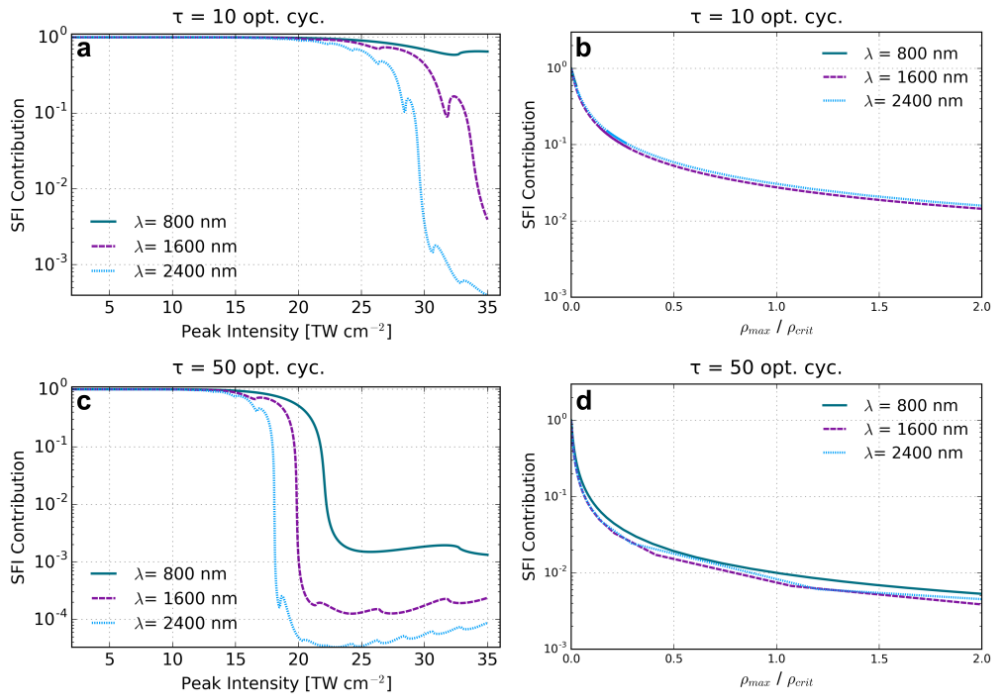 τ = 10 opt. cyc.
a
SFI Contribution
10⁰
10⁻¹
10⁻²
10⁻³
λ= 800 nm
λ= 1600 nm
λ= 2400 nm
5 10 15 20 25 30 35
Peak Intensity [TW cm⁻²]
τ = 10 opt. cyc.
b
SFI Contribution
10⁰
10⁻¹
10⁻²
10⁻³
λ = 800 nm
λ = 1600 nm
λ= 2400 nm
0.0 0.5 1.0 1.5 2.0
ρmax / ρcrit
τ = 50 opt. cyc.
c
SFI Contribution
10⁰
10⁻¹
10⁻²
10⁻³
10⁻⁴
λ= 800 nm
λ= 1600 nm
λ= 2400 nm
5 10 15 20 25 30 35
Peak Intensity [TW cm⁻²]
τ = 50 opt. cyc.
d
SFI Contribution
10⁰
10⁻¹
10⁻²
10⁻³
λ = 800 nm
λ = 1600 nm
λ= 2400 nm
0.0 0.5 1.0 1.5 2.0
ρmax / ρcrit